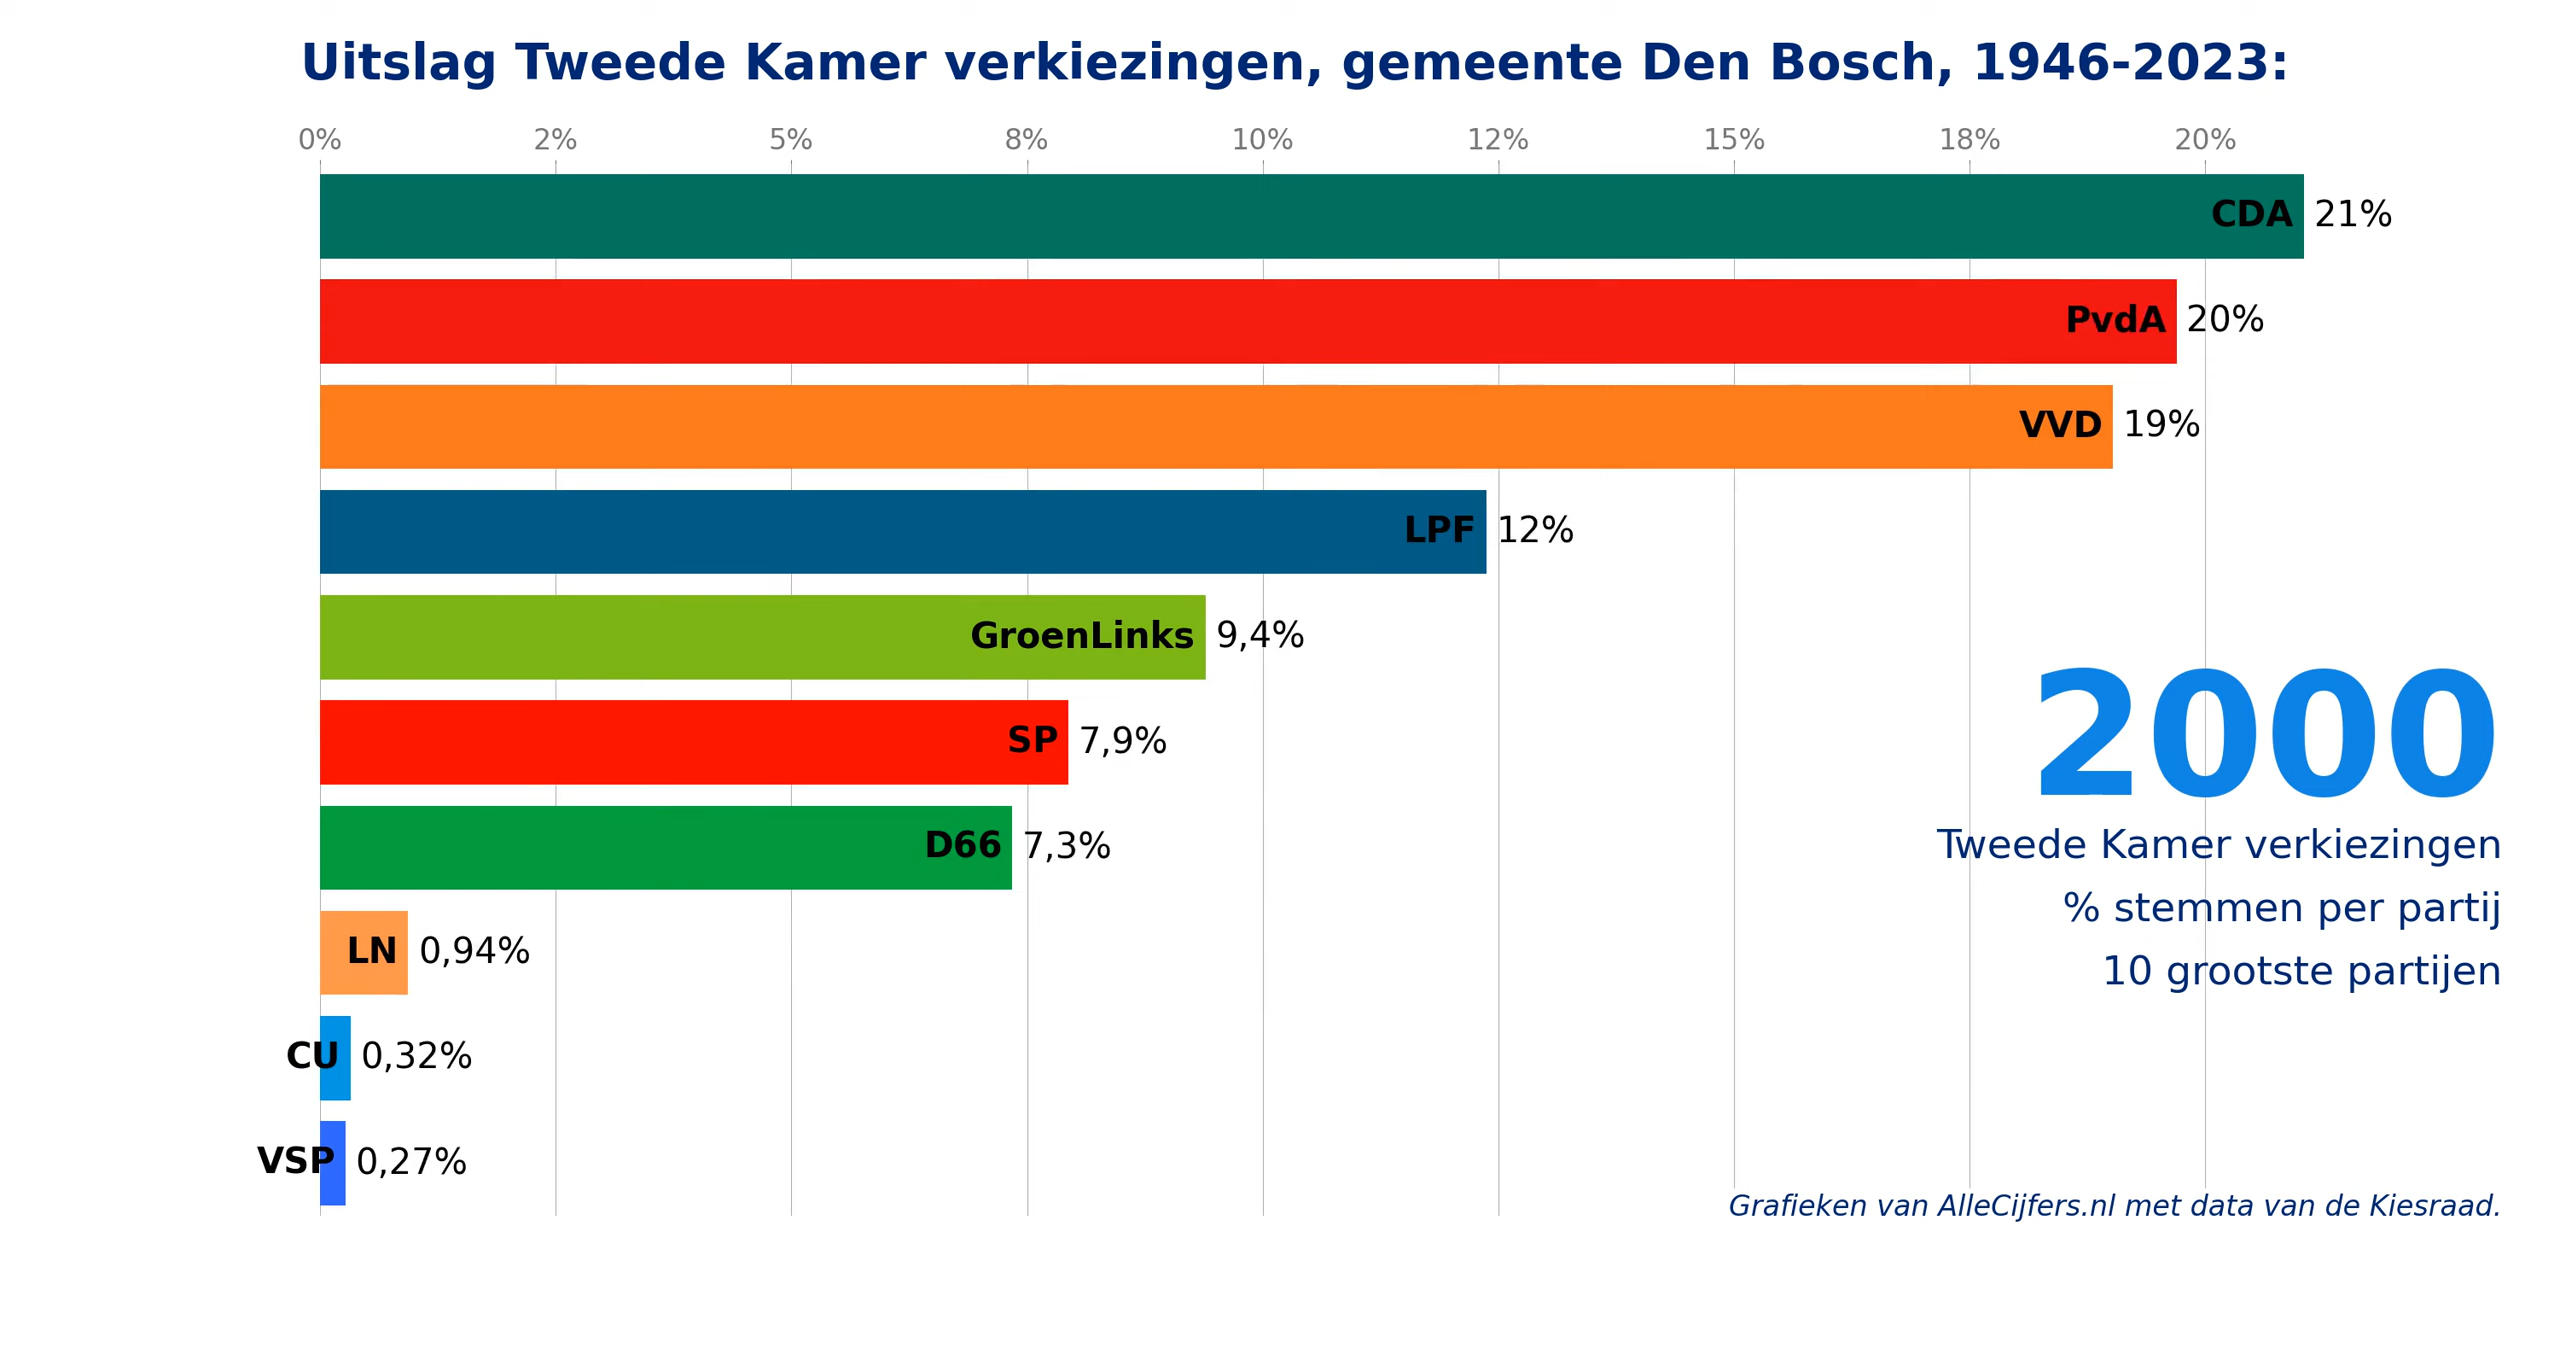 Uitslag Tweede Kamer verkiezingen, gemeente Den Bosch, 1946-2023:
0% 2% 5% 8% 10% 12% 15% 18% 20%
CDA 21%
PvdA 20%
VVD 19%
LPF 12%
GroenLinks 9,4%
SP 7,9%
2000
D66 7,3%
Tweede Kamer verkiezingen
% stemmen per partij
LN 0,94%
10 grootste partijen
CU 0,32%
VSP 0,27%
Grafieken van AlleCijfers.nl met data van de Kiesraad.